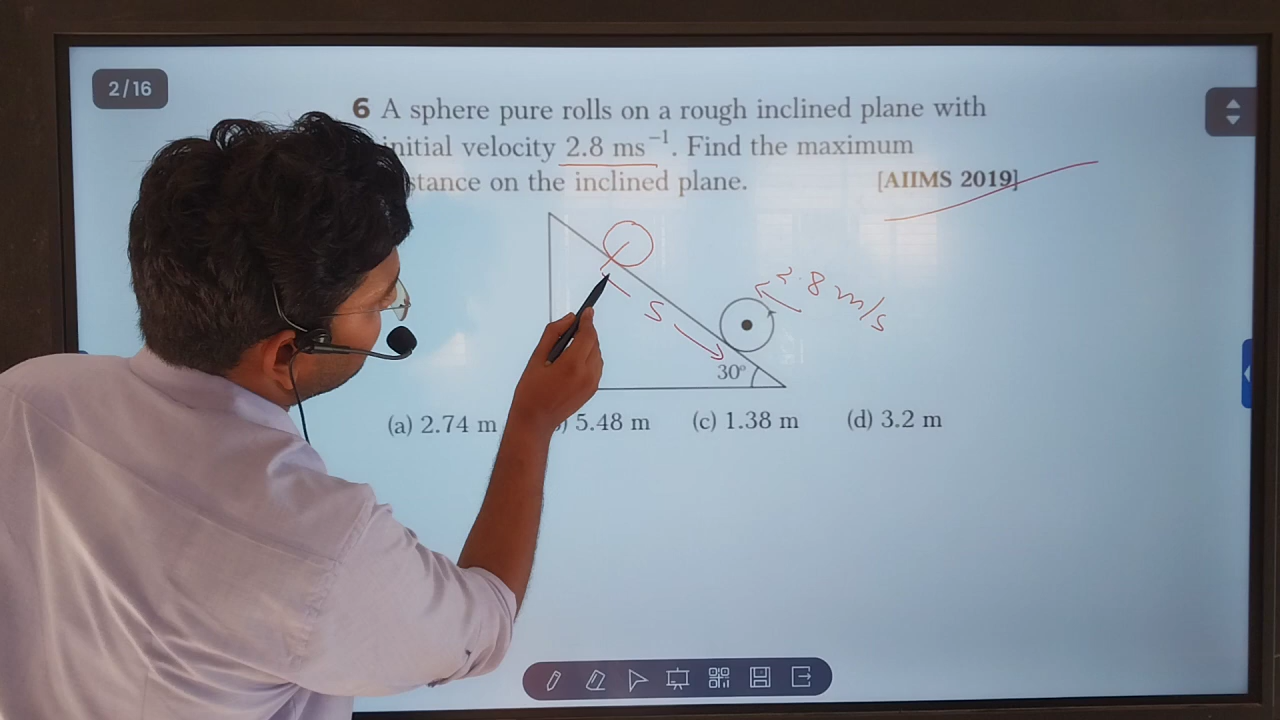 2/16
6 A sphere pure rolls on a rough inclined plane with
initial velocity 2.8 ms⁻¹. Find the maximum
stance on the inclined plane. [AIIMS 2019]
2.8 m/s
S
30°
(a) 2.74 m ) 5.48 m (c) 1.38 m (d) 3.2 m